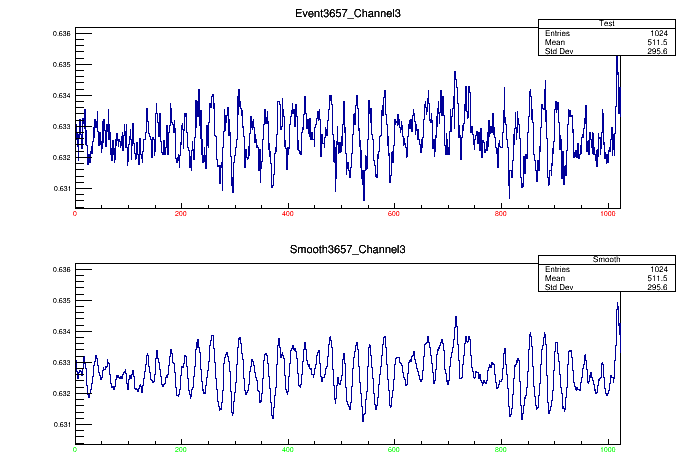 Event3657_Channel3
Test
Entries 1024
Mean 511.5
Std Dev 295.6
0.636
0.635
0.634
0.633
0.632
0.631
0 200 400 600 800 1000
Smooth3657_Channel3
Smooth
Entries 1024
Mean 511.5
Std Dev 295.6
0.636
0.635
0.634
0.633
0.632
0.631
0 200 400 600 800 1000